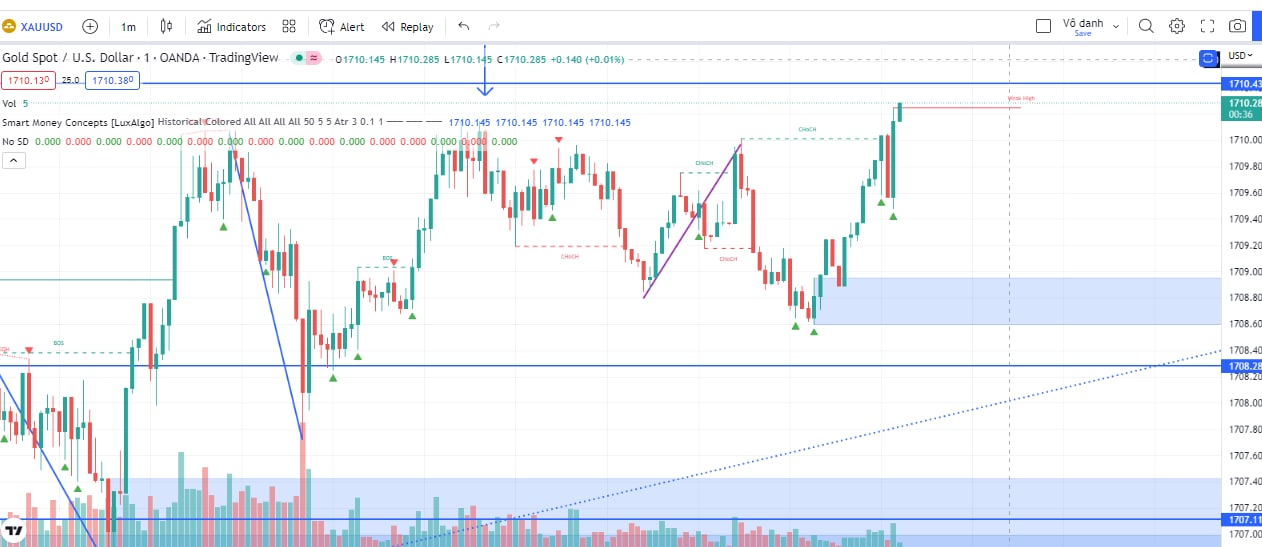 XAUUSD 1m Indicators Alert Replay Vô danh Save
Gold Spot / U.S. Dollar · 1 · OANDA · TradingView O1710.145 H1710.285 L1710.145 C1710.285 +0.140 (+0.01%) USD
1710.130 25.0 1710.380
1710.43
Weak High
Vol 5
1710.28
00:36
Smart Money Concepts [LuxAlgo] Historical Colored All All All All 50 5 5 Atr 3 0.1 1 1710.145 1710.145 1710.145 1710.145 1710.145
CHoCH
No SD 0.000 0.000 0.000 0.000 0.000 0.000 0.000 0.000 0.000 0.000 0.000 0.000 0.000 0.000 0.000 0.000
1710.00
CHoCH
1709.80
1709.60
1709.40
1709.20
CHoCH
BOS
CHoCH
1709.00
1708.80
1708.60
BOS
1708.40
1708.28
1708.20
1708.00
1707.80
1707.60
1707.40
1707.20
1707.11
1707.00